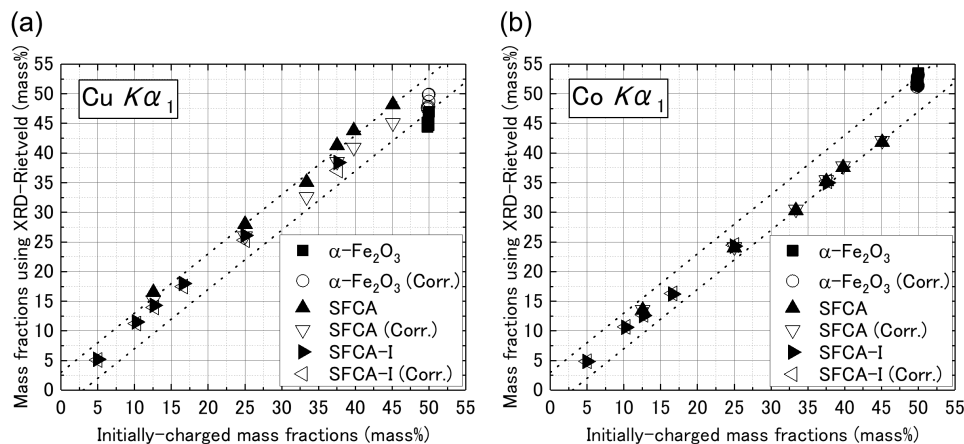 (a)
Mass fractions using XRD-Rietveld (mass%)
55
50
45
40
35
30
25
20
15
10
5
0
Cu Kα1
α-Fe2O3
α-Fe2O3 (Corr.)
SFCA
SFCA (Corr.)
SFCA-I
SFCA-I (Corr.)
0 5 10 15 20 25 30 35 40 45 50 55
Initially-charged mass fractions (mass%)
(b)
Mass fractions using XRD-Rietveld (mass%)
55
50
45
40
35
30
25
20
15
10
5
0
Co Kα1
α-Fe2O3
α-Fe2O3 (Corr.)
SFCA
SFCA (Corr.)
SFCA-I
SFCA-I (Corr.)
0 5 10 15 20 25 30 35 40 45 50 55
Initially-charged mass fractions (mass%)